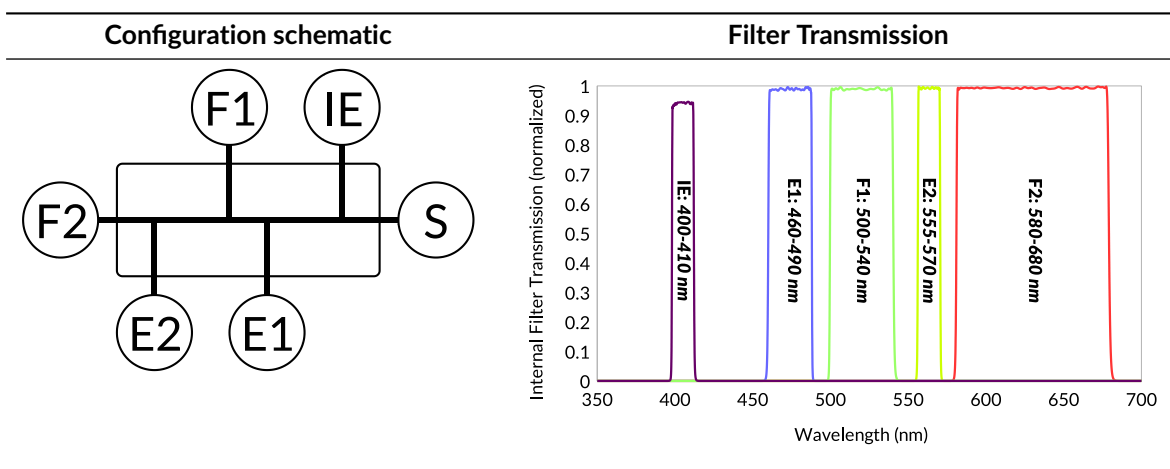 Configuration schematic
Filter Transmission
F1
IE
F2
S
E2
E1
Internal Filter Transmission (normalized)
1
0.9
0.8
0.7
0.6
0.5
0.4
0.3
0.2
0.1
0
IE: 400-410 nm
E1: 460-490 nm
F1: 500-540 nm
E2: 555-570 nm
F2: 580-680 nm
350
400
450
500
550
600
650
700
Wavelength (nm)